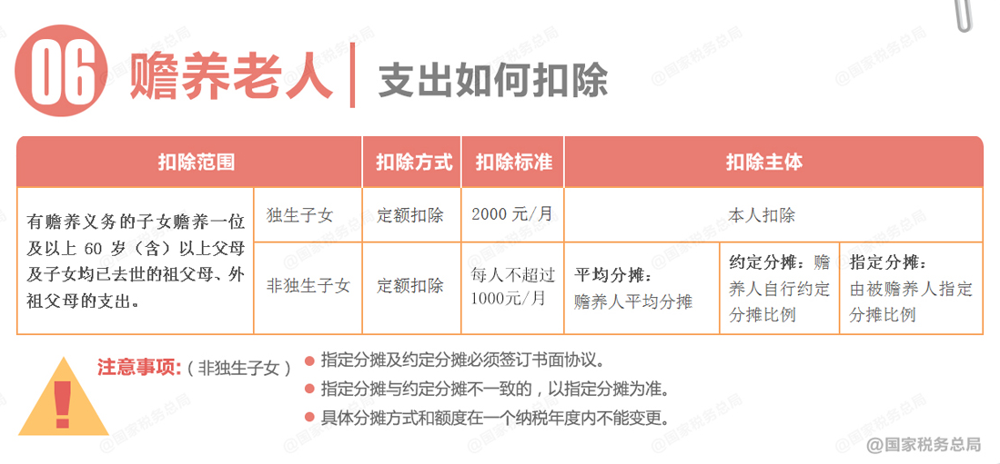 06 赡养老人 支出如何扣除
扣除范围 扣除方式 扣除标准 扣除主体
有赡养义务的子女赡养一位
及以上 60 岁（含）以上父母
及子女均已去世的祖父母、外
祖父母的支出。
独生子女 定额扣除 2000 元/月 本人扣除
非独生子女 定额扣除
每人不超过
1000元/月
平均分摊：
赡养人平均分摊
约定分摊：赡
养人自行约定
分摊比例
指定分摊：
由被赡养人指定
分摊比例
注意事项:（非独生子女）
指定分摊及约定分摊必须签订书面协议。
指定分摊与约定分摊不一致的，以指定分摊为准。
具体分摊方式和额度在一个纳税年度内不能变更。
@国家税务总局